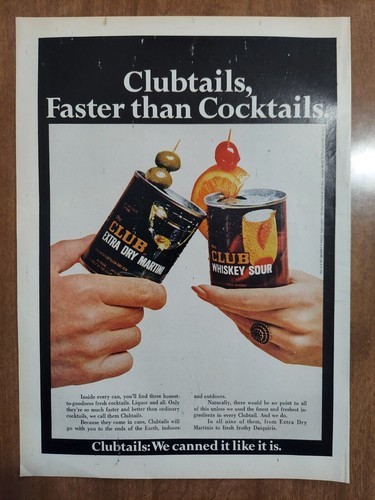 Clubtails,
Faster than Cocktails.
The
CLUB
EXTRA DRY MARTINI
The
CLUB
WHISKEY SOUR
Inside every can, you'll find three honest-
to-goodness fresh cocktails. Liquor and all. Only
they're so much faster and better than ordinary
cocktails, we call them Clubtails.
Because they come in cans, Clubtails will
go with you to the ends of the Earth, indoors
and outdoors.
Naturally, there would be no point to all
of this unless we used the finest and freshest in-
gredients in every Clubtail. And we do.
In all nine of them, from Extra Dry
Martinis to fresh frothy Daiquiris.
Clubtails: We canned it like it is.